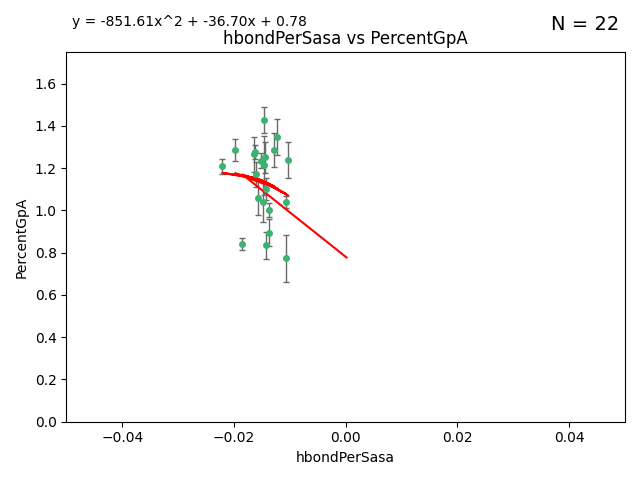 y = -851.61x^2 + -36.70x + 0.78
N = 22
hbondPerSasa vs PercentGpA
PercentGpA
1.6
1.4
1.2
1.0
0.8
0.6
0.4
0.2
0.0
−0.04 −0.02 0.00 0.02 0.04
hbondPerSasa